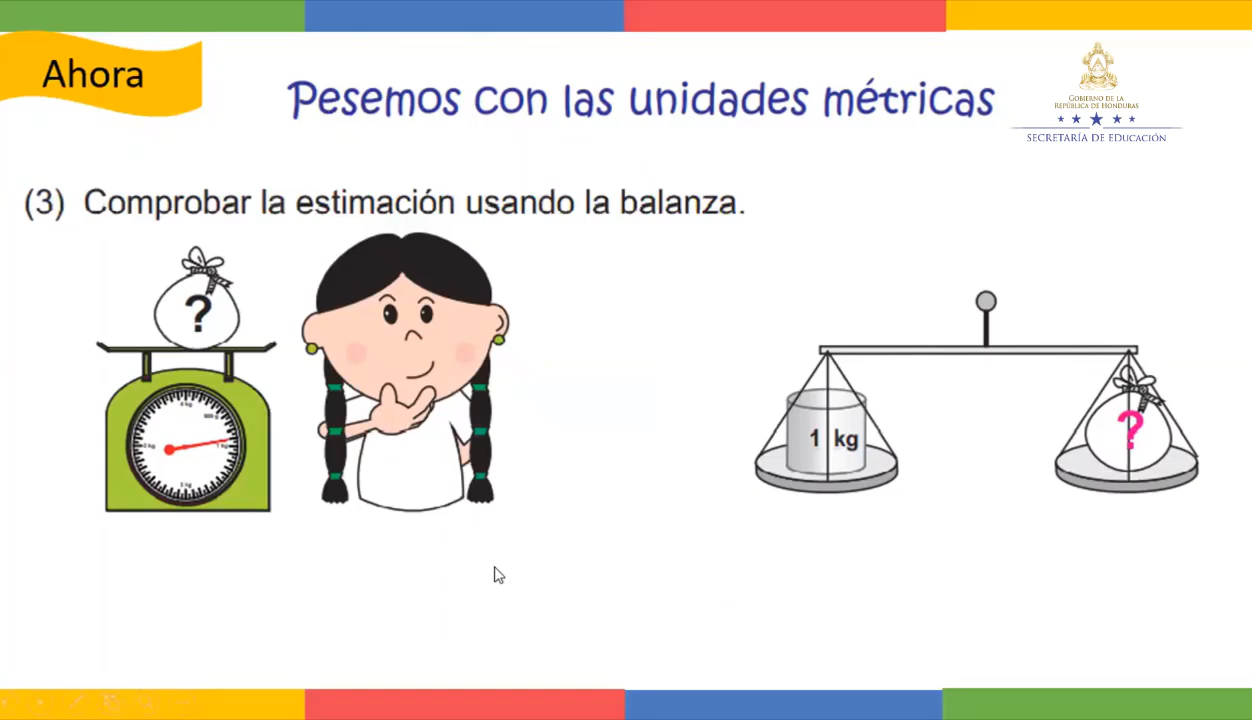 Ahora
Pesemos con las unidades métricas
GOBIERNO DE LA
REPÚBLICA DE HONDURAS
SECRETARÍA DE EDUCACIÓN
(3) Comprobar la estimación usando la balanza.
?
1 kg
?